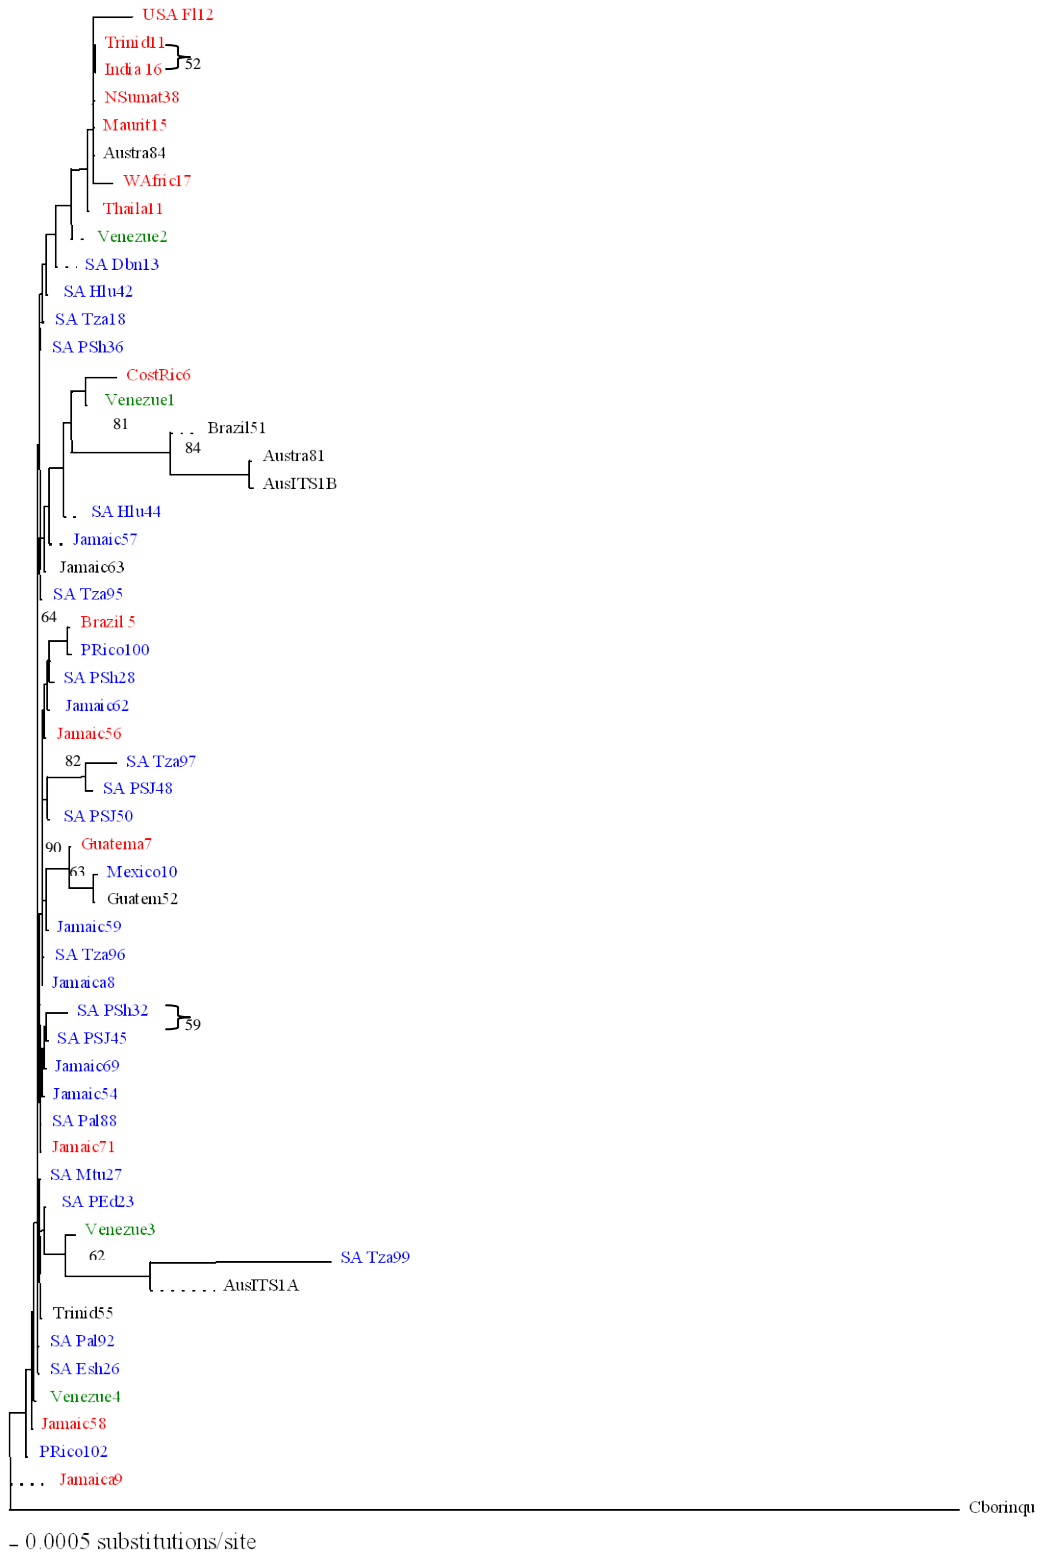 USA Fl12
Trinid11
52
India 16
NSumat38
Maurit15
Austra84
WAfric17
Thaila11
Venezue2
SA Dbn13
SA Hlu42
SA Tza18
SA PSh36
CostRic6
Venezue1
81
Brazil51
84
Austra81
AusITS1B
SA Hlu44
Jamaic57
Jamaic63
SA Tza95
64
Brazil 5
PRico100
SA PSh28
Jamaic62
Jamaic56
82
SA Tza97
SA PSJ48
SA PSJ50
90
Guatema7
63
Mexico10
Guatem52
Jamaic59
SA Tza96
Jamaica8
SA PSh32
59
SA PSJ45
Jamaic69
Jamaic54
SA Pal88
Jamaic71
SA Mtu27
SA PEd23
Venezue3
62
SA Tza99
AusITS1A
Trinid55
SA Pal92
SA Esh26
Venezue4
Jamaic58
PRico102
Jamaica9
Cborinqu
– 0.0005 substitutions/site